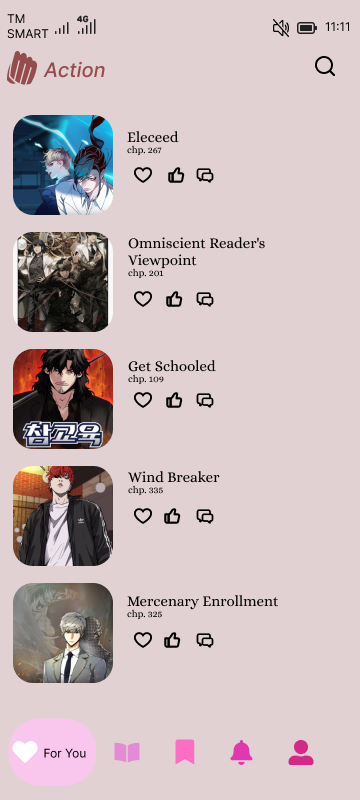 TM
SMART
4G
11:11
Action
Eleceed
chp. 267
Omniscient Reader's
Viewpoint
chp. 201
Get Schooled
chp. 109
참교육
Wind Breaker
chp. 335
Mercenary Enrollment
chp. 325
For You